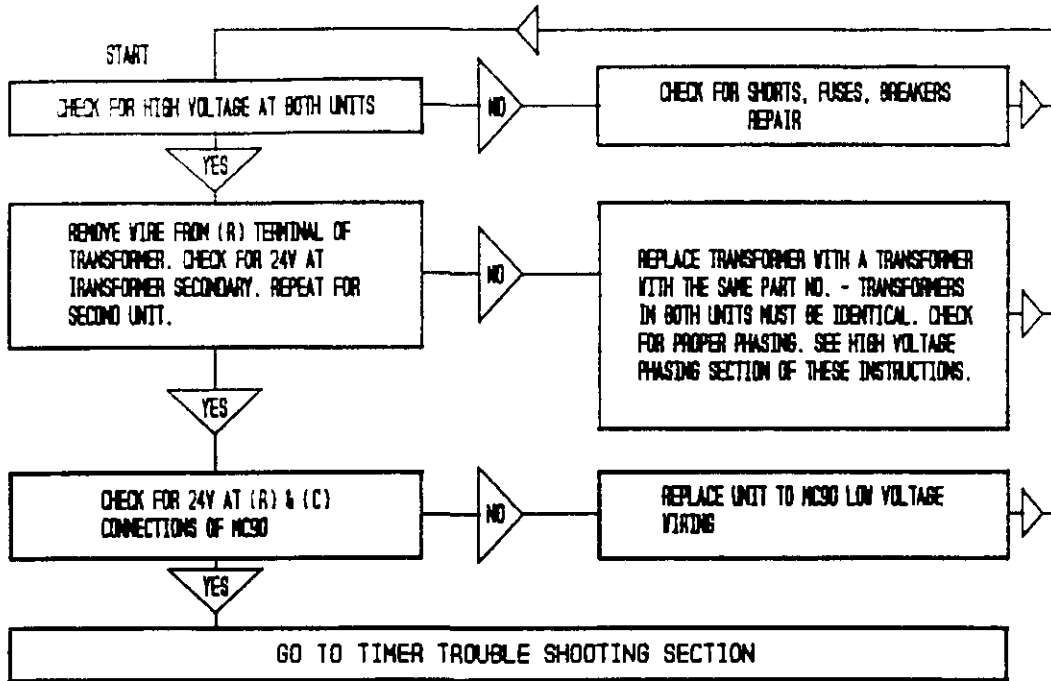 START
CHECK FOR HIGH VOLTAGE AT BOTH UNITS
NO
CHECK FOR SHORTS, FUSES, BREAKERS
REPAIR
YES
REMOVE WIRE FROM (R) TERMINAL OF
TRANSFORMER. CHECK FOR 24V AT
TRANSFORMER SECONDARY. REPEAT FOR
SECOND UNIT.
NO
REPLACE TRANSFORMER WITH A TRANSFORMER
WITH THE SAME PART NO. - TRANSFORMERS
IN BOTH UNITS MUST BE IDENTICAL. CHECK
FOR PROPER PHASING. SEE HIGH VOLTAGE
PHASING SECTION OF THESE INSTRUCTIONS.
YES
CHECK FOR 24V AT (R) & (C)
CONNECTIONS OF MC90
NO
REPLACE UNIT TO MC90 LOW VOLTAGE
WIRING
YES
GO TO TIMER TROUBLE SHOOTING SECTION